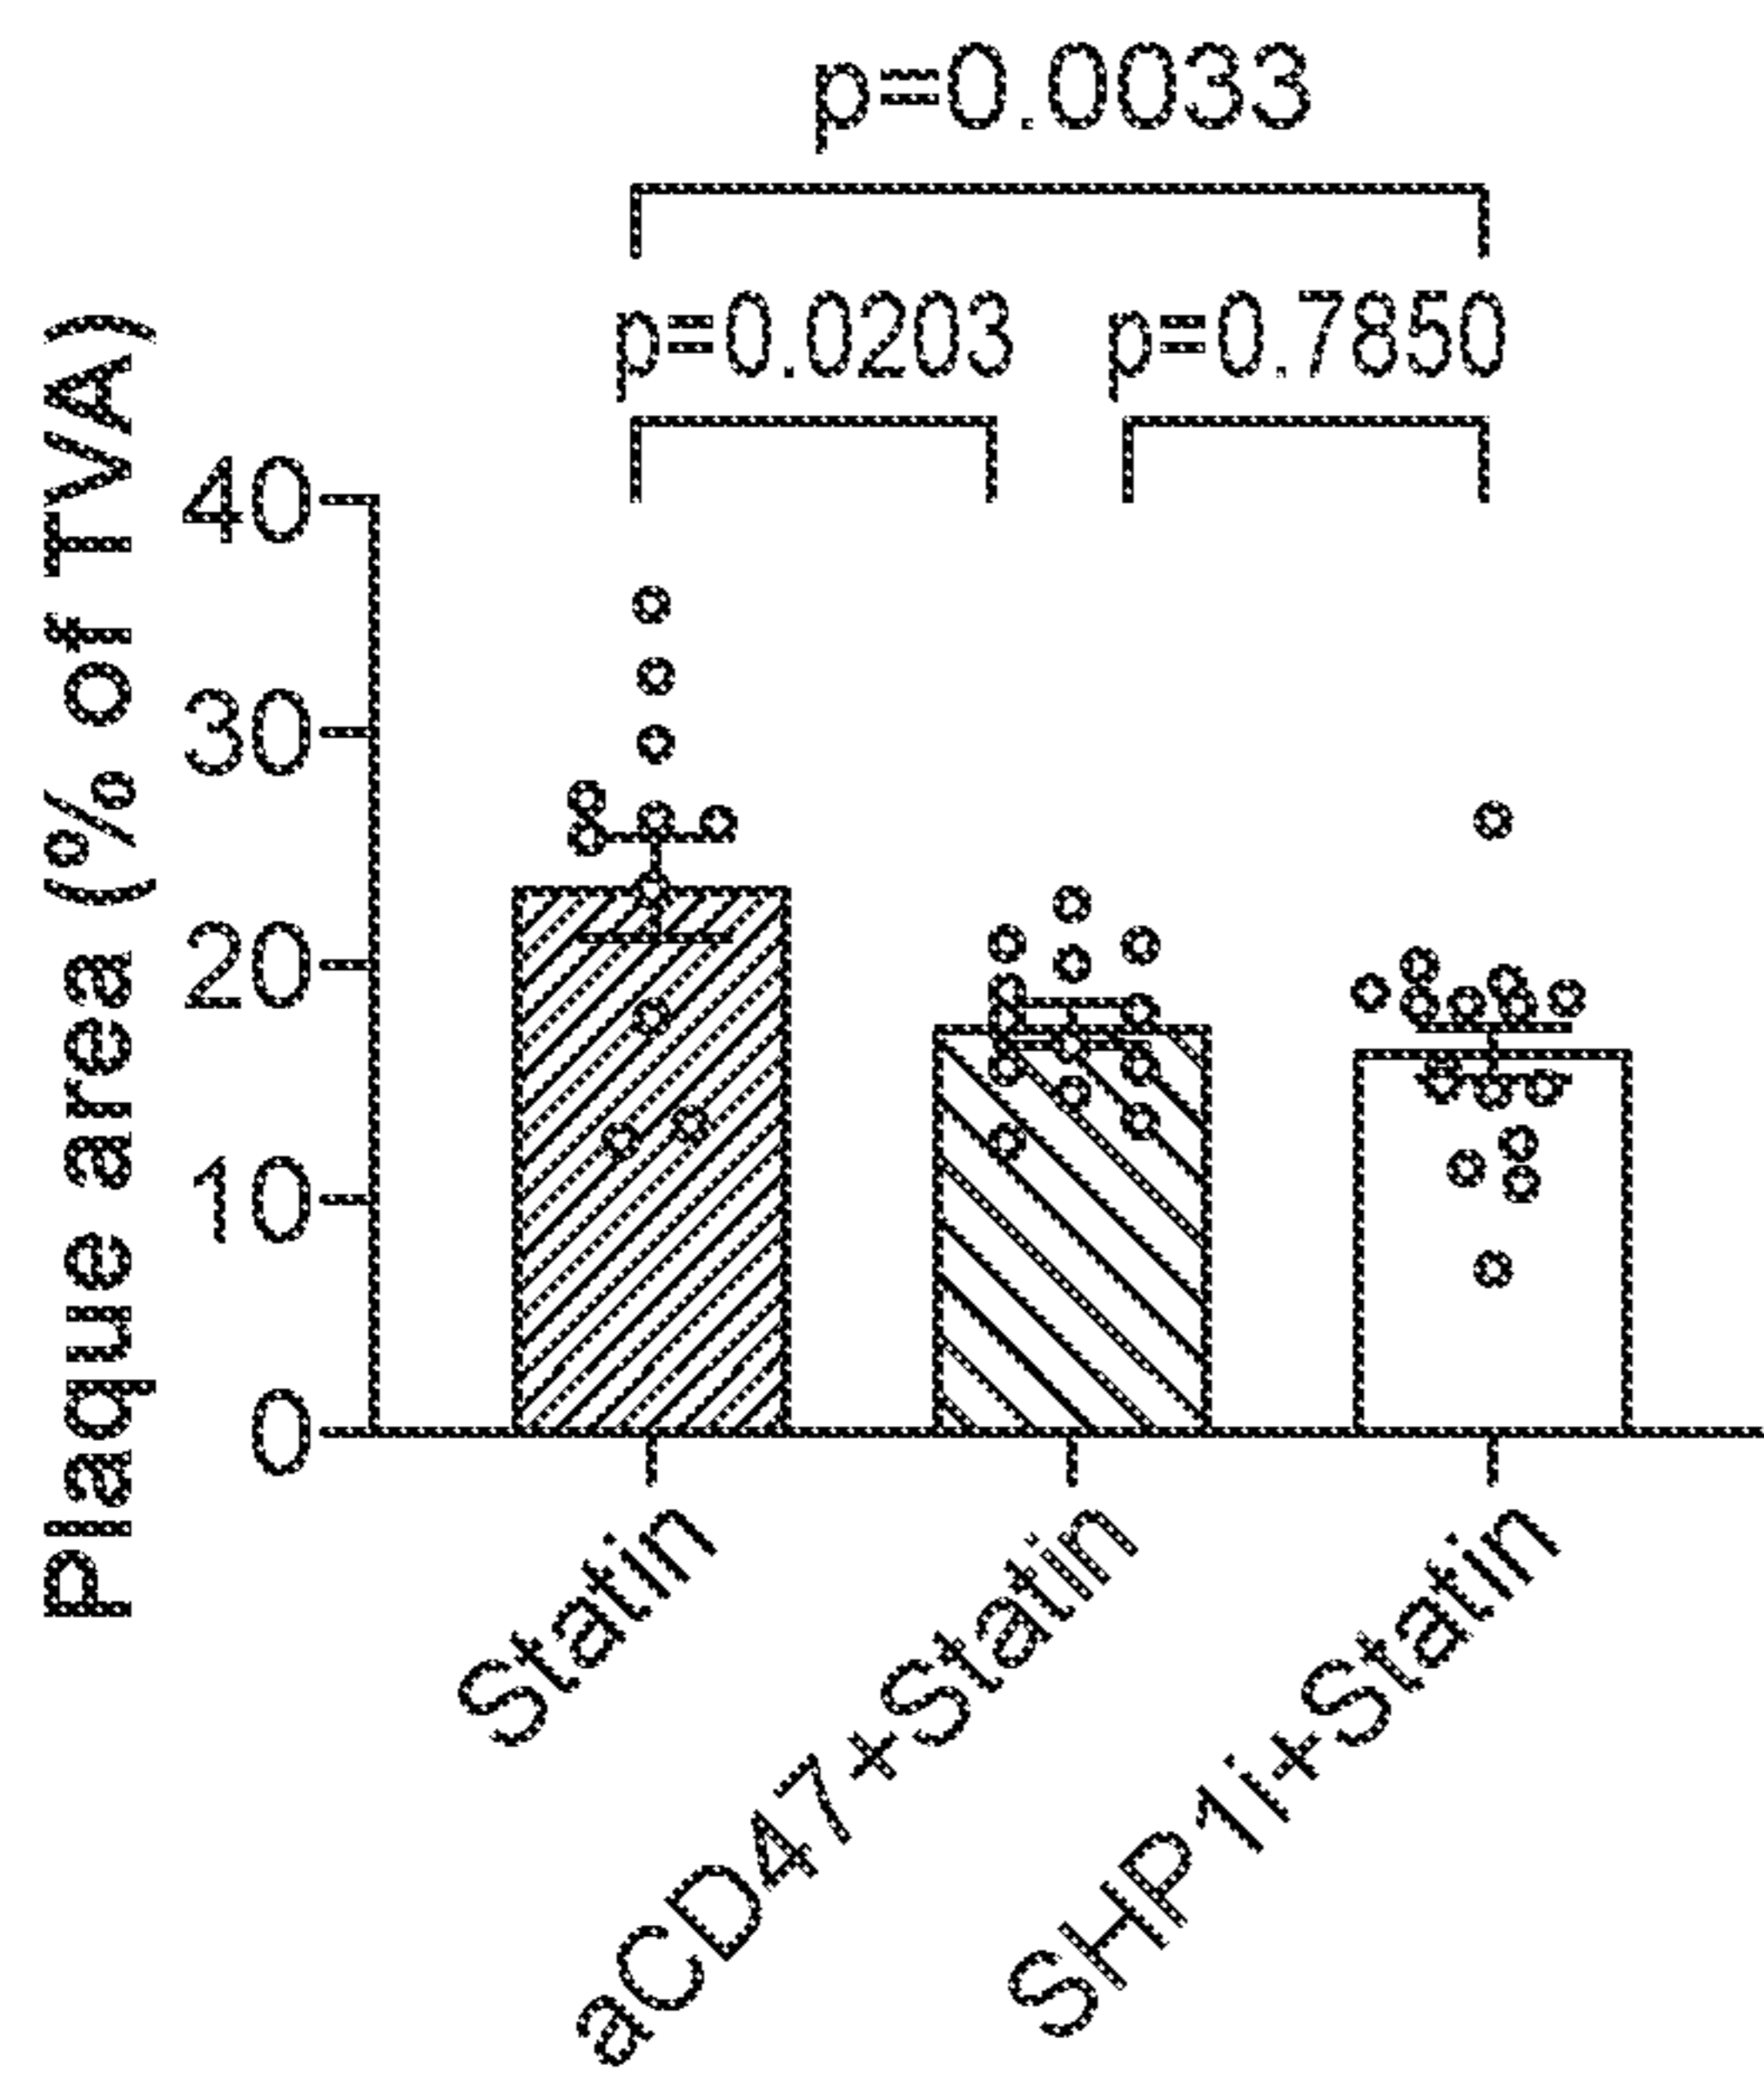 p=0.0033
p=0.0203 p=0.7850
Plaque area (% of TVA)
40
30
20
10
0
Statin
aCD47+Statin
SHP1i+Statin